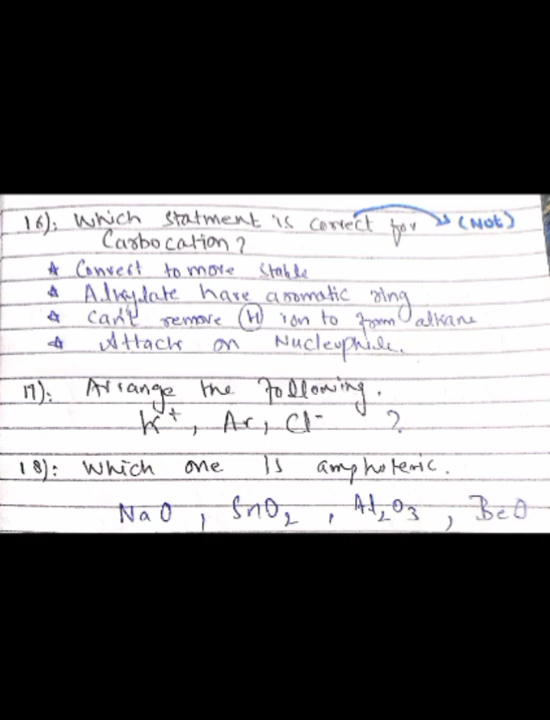 16): Which statment is correct for → (NOT)
Carbocation?
☆ Convert to more stable
☆ Alkylate have aromatic ring
☆ can't remove (H) ion to form alkane
☆ Attack on Nucleophile.
17): Arrange the following.
K⁺, Ar, Cl⁻ ?
18): Which one is amphoteric.
NaO, SnO₂, Al₂O₃, BeO